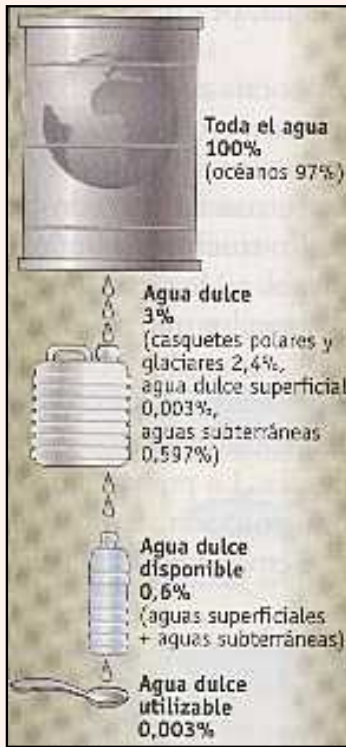 Toda el agua
100%
(océanos 97%)
Agua dulce
3%
(casquetes polares y
glaciares 2,4%,
agua dulce superficial
0,003%,
aguas subterráneas
0,597%)
Agua dulce
disponible
0,6%
(aguas superficiales
+ aguas subterráneas)
Agua dulce
utilizable
0,003%